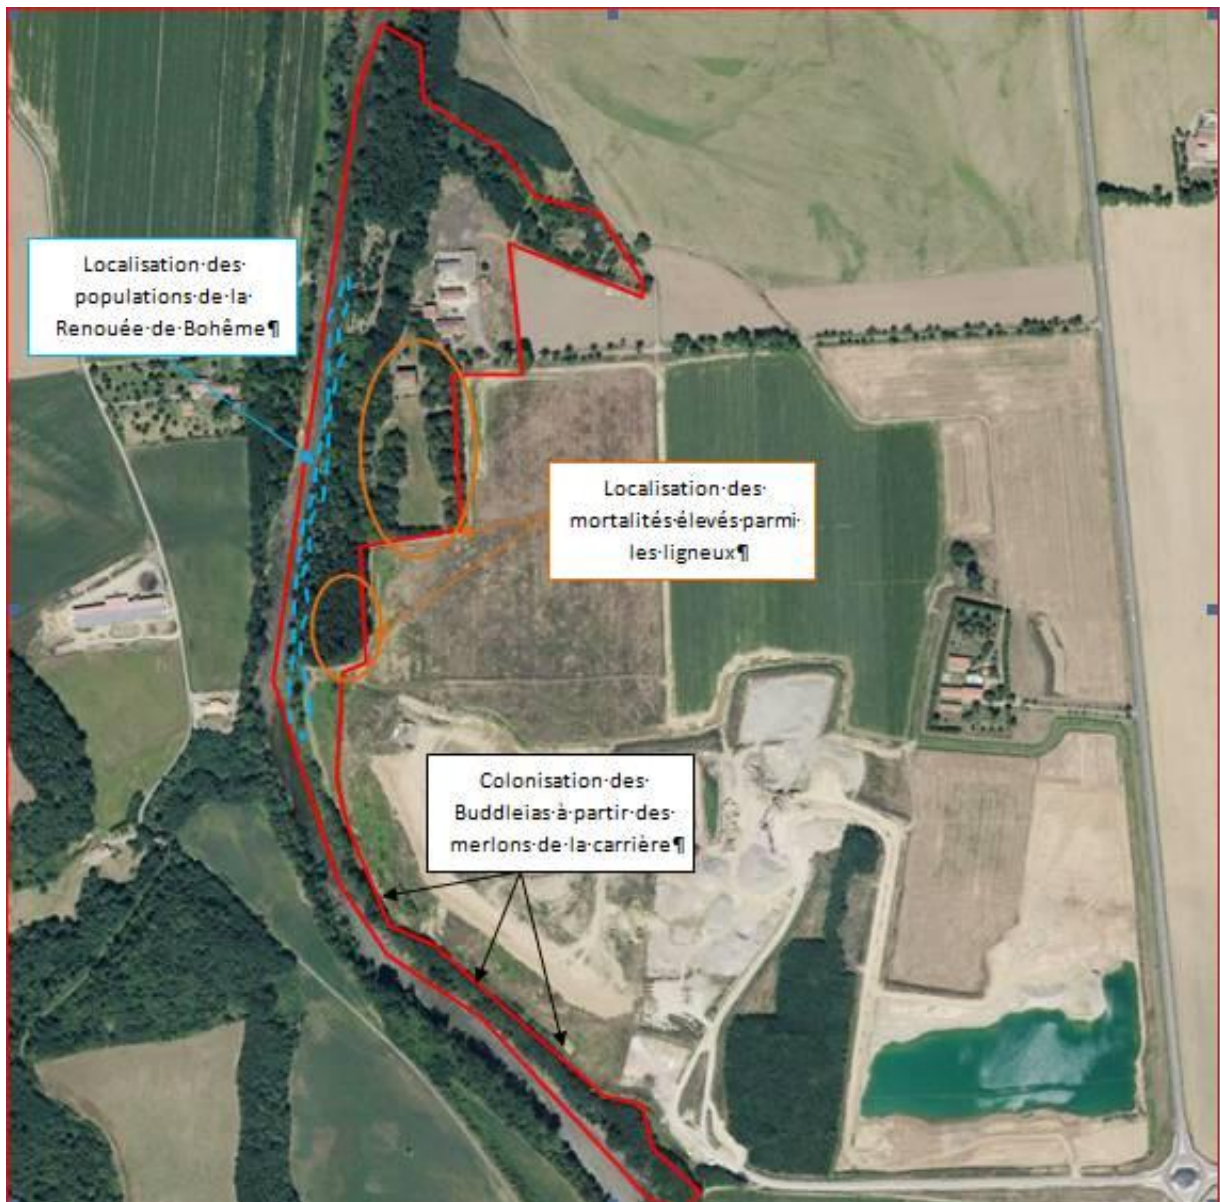 Localisation·des·
populations·de·la·
Renouée·de·Bohême¶
Localisation·des·
mortalités·élevés·parmi·
les·ligneux¶
Colonisation·des·
Buddleias·à·partir·des·
merlons·de·la·carrière¶